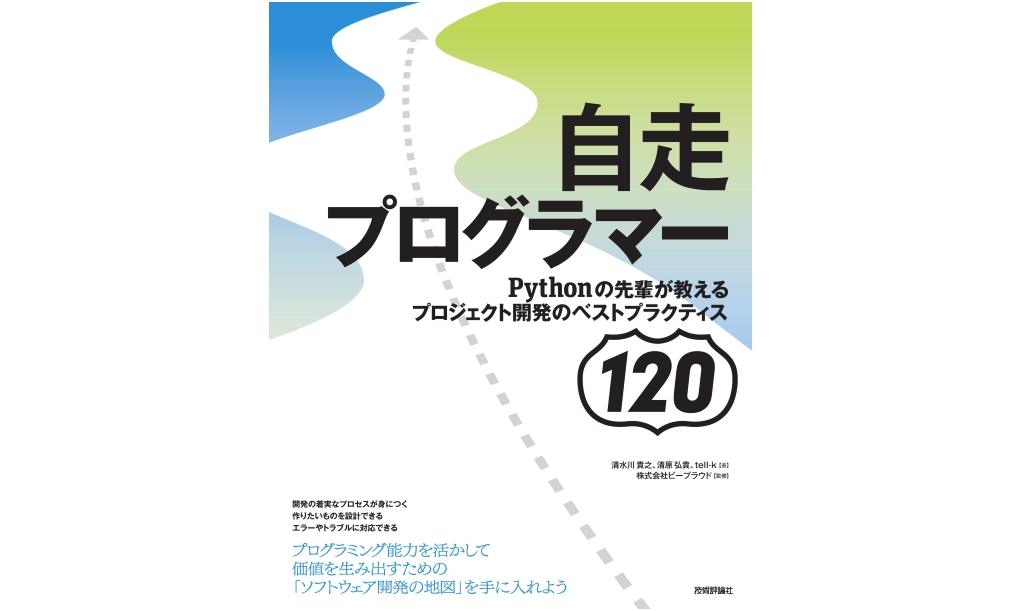 自走
プログラマー
Pythonの先輩が教える
プロジェクト開発のベストプラクティス
120
清水川 貴之、清原 弘貴、tell-k [著]
株式会社ビープラウド [監修]
開発の着実なプロセスが身につく
作りたいものを設計できる
エラーやトラブルに対応できる
プログラミング能力を活かして
価値を生み出すための
「ソフトウェア開発の地図」を手に入れよう
技術評論社